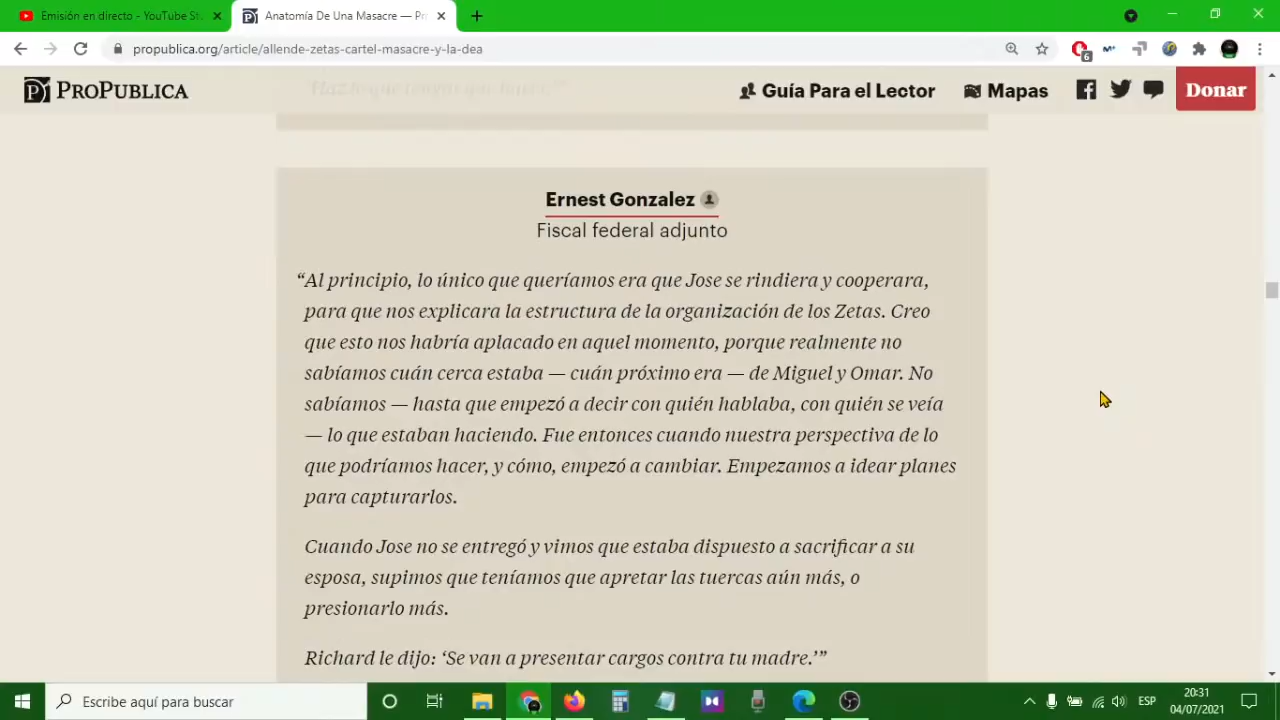 Emisión en directo - YouTube St
Anatomía De Una Masacre — Pr
propublica.org/article/allende-zetas-cartel-masacre-y-la-dea
6
PROPUBLICA
Guía Para el Lector
Mapas
Donar
Ernest Gonzalez
Fiscal federal adjunto
“Al principio, lo único que queríamos era que Jose se rindiera y cooperara,
para que nos explicara la estructura de la organización de los Zetas. Creo
que esto nos habría aplacado en aquel momento, porque realmente no
sabíamos cuán cerca estaba — cuán próximo era — de Miguel y Omar. No
sabíamos — hasta que empezó a decir con quién hablaba, con quién se veía
— lo que estaban haciendo. Fue entonces cuando nuestra perspectiva de lo
que podríamos hacer, y cómo, empezó a cambiar. Empezamos a idear planes
para capturarlos.
Cuando Jose no se entregó y vimos que estaba dispuesto a sacrificar a su
esposa, supimos que teníamos que apretar las tuercas aún más, o
presionarlo más.
Richard le dijo: ‘Se van a presentar cargos contra tu madre.’”
Escribe aquí para buscar
ESP
20:31
04/07/2021